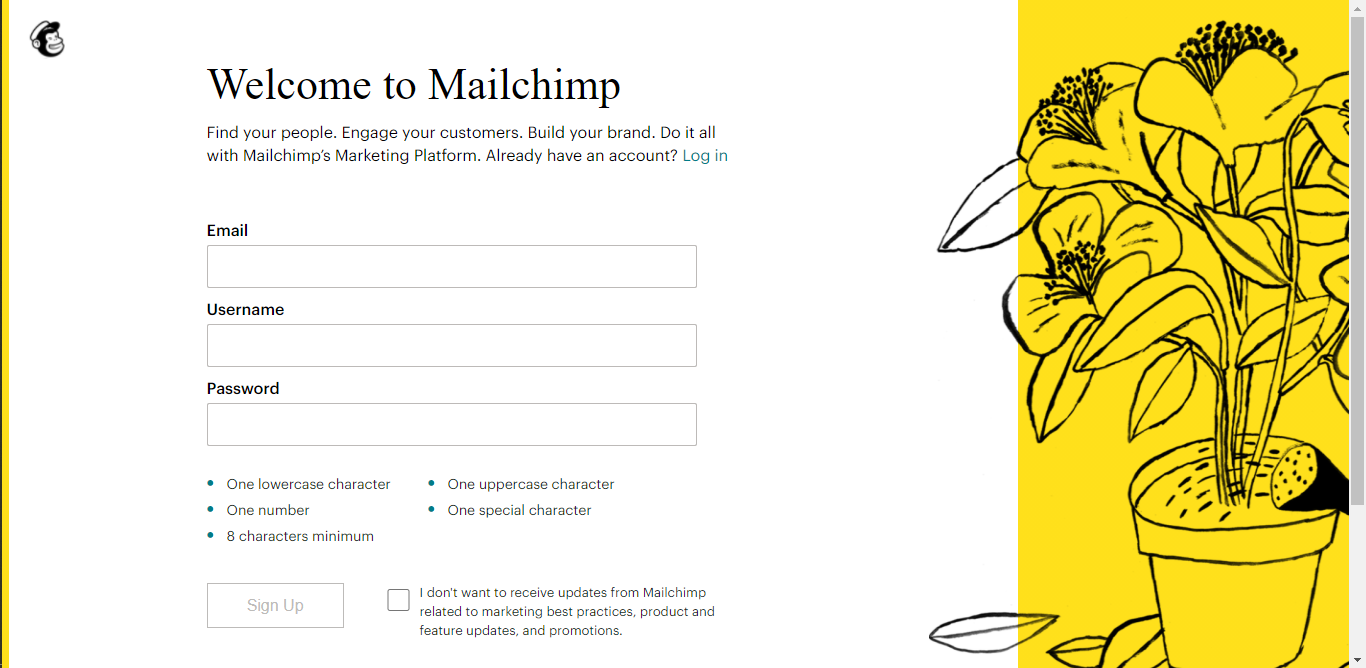 Welcome to Mailchimp
Find your people. Engage your customers. Build your brand. Do it all
with Mailchimp’s Marketing Platform. Already have an account? Log in
Email
Username
Password
One lowercase character
One uppercase character
One number
One special character
8 characters minimum
Sign Up
I don't want to receive updates from Mailchimp
related to marketing best practices, product and
feature updates, and promotions.